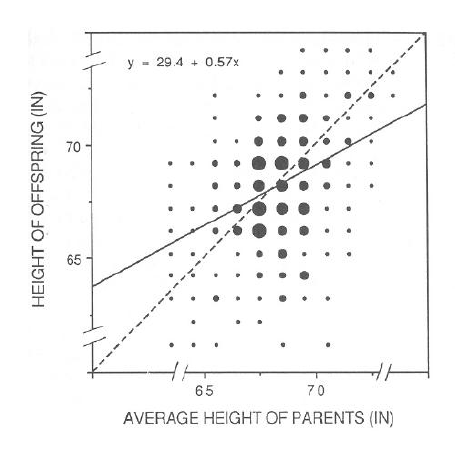 y = 29.4 + 0.57x
HEIGHT OF OFFSPRING (IN)
70
65
65
70
AVERAGE HEIGHT OF PARENTS (IN)